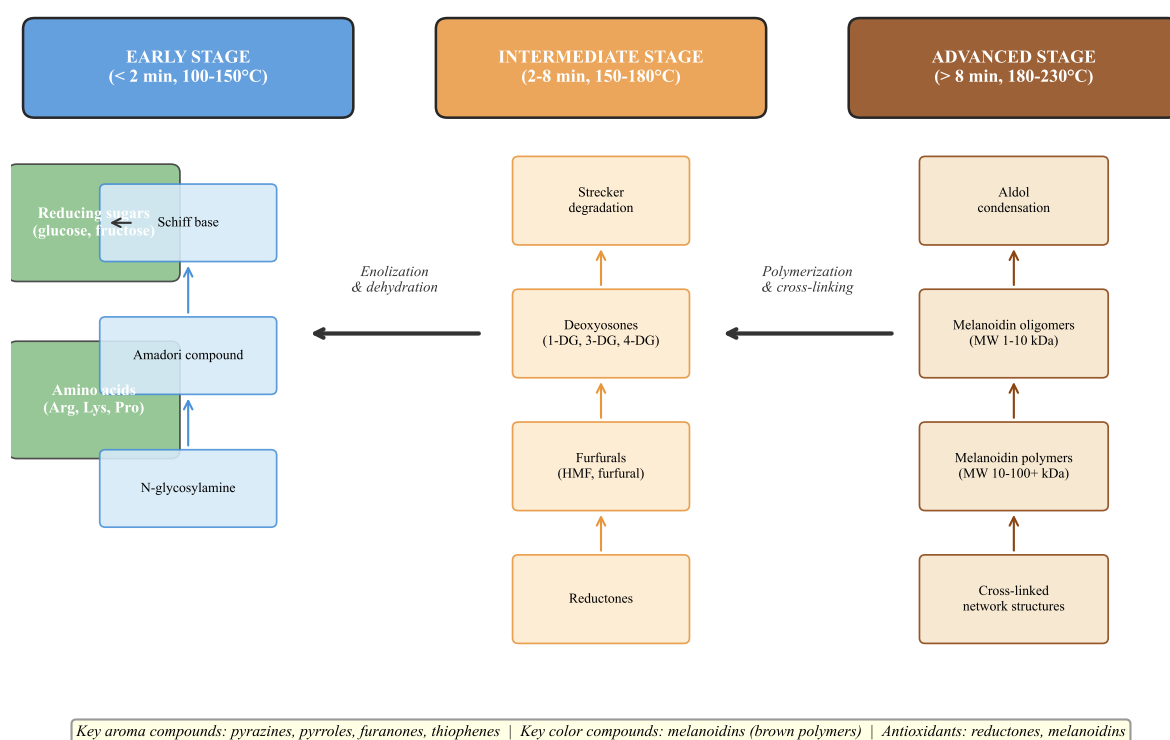 EARLY STAGE
(< 2 min, 100-150°C)
INTERMEDIATE STAGE
(2-8 min, 150-180°C)
ADVANCED STAGE
(> 8 min, 180-230°C)
Reducing sugars
(glucose, fructose)
Schiff base
Amadori compound
Amino acids
(Arg, Lys, Pro)
N-glycosylamine
Enolization
& dehydration
Strecker
degradation
Deoxyosones
(1-DG, 3-DG, 4-DG)
Furfurals
(HMF, furfural)
Reductones
Polymerization
& cross-linking
Aldol
condensation
Melanoidin oligomers
(MW 1-10 kDa)
Melanoidin polymers
(MW 10-100+ kDa)
Cross-linked
network structures
Key aroma compounds: pyrazines, pyrroles, furanones, thiophenes | Key color compounds: melanoidins (brown polymers) | Antioxidants: reductones, melanoidins